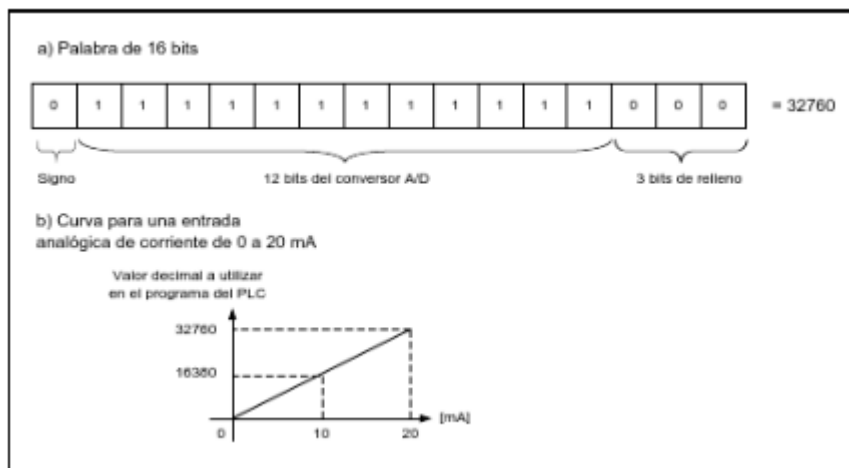 a) Palabra de 16 bits
0 1 1 1 1 1 1 1 1 1 1 1 1 0 0 0 = 32760
Signo 12 bits del conversor A/D 3 bits de relleno
b) Curva para una entrada
analógica de corriente de 0 a 20 mA
Valor decimal a utilizar
en el programa del PLC
32760
16380
[mA]
0 10 20